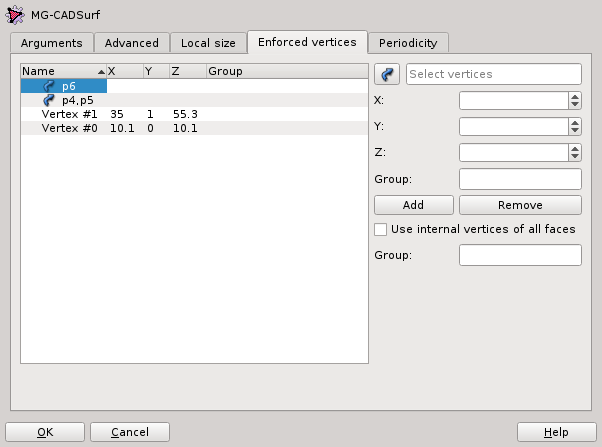 MG-CADSurf
Arguments Advanced Local size Enforced vertices Periodicity
Name X Y Z Group
p6
p4,p5
Vertex #1 35 1 55.3
Vertex #0 10.1 0 10.1
Select vertices
X:
Y:
Z:
Group:
Add Remove
Use internal vertices of all faces
Group:
OK Cancel Help